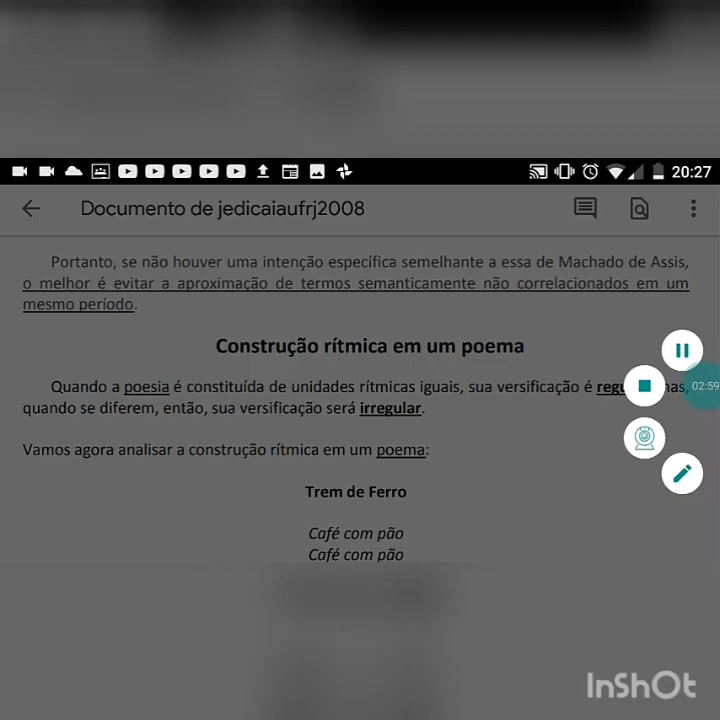 20:27
Documento de jedicaiaufrj2008
Portanto, se não houver uma intenção específica semelhante a essa de Machado de Assis,
o melhor é evitar a aproximação de termos semanticamente não correlacionados em um
mesmo período.
Construção rítmica em um poema
Quando a poesia é constituída de unidades rítmicas iguais, sua versificação é
quando se diferem, então, sua versificação será irregular.
02:59
Vamos agora analisar a construção rítmica em um poema:
Trem de Ferro
Café com pão
Café com pão
InShOt